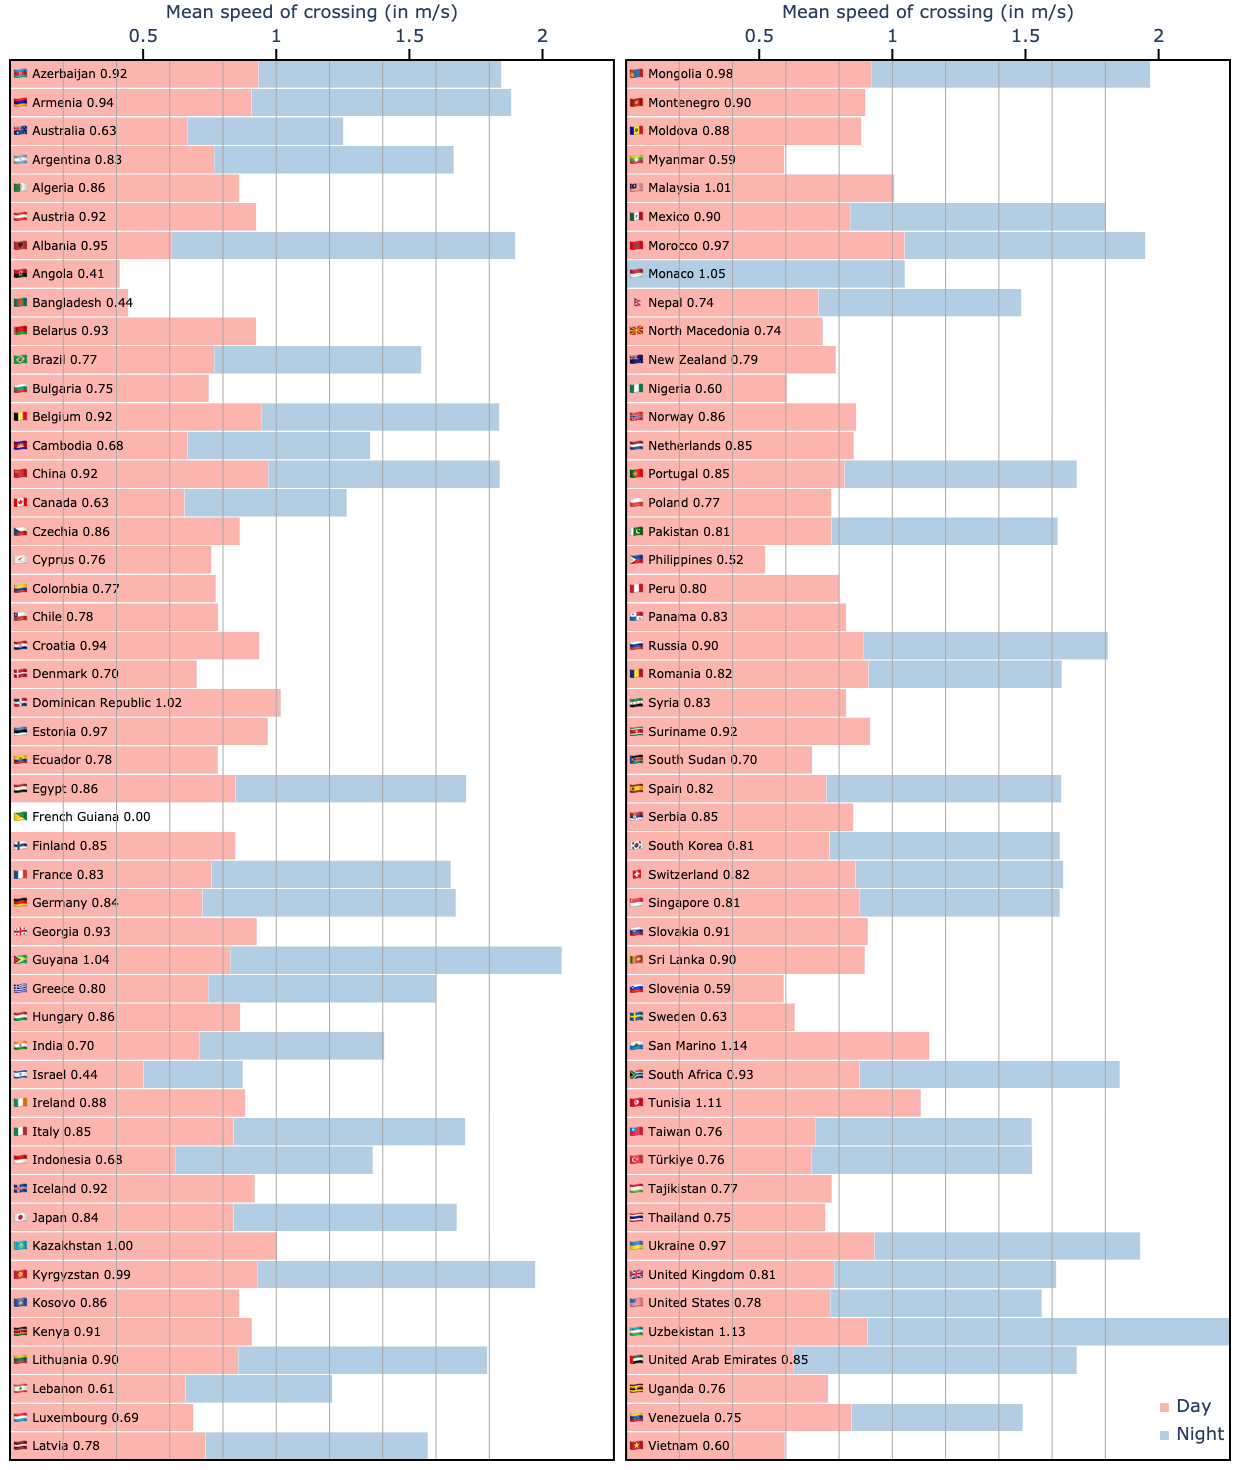 Mean speed of crossing (in m/s)
0.5 1 1.5 2
Azerbaijan 0.92
Armenia 0.94
Australia 0.63
Argentina 0.83
Algeria 0.86
Austria 0.92
Albania 0.95
Angola 0.41
Bangladesh 0.44
Belarus 0.93
Brazil 0.77
Bulgaria 0.75
Belgium 0.92
Cambodia 0.68
China 0.92
Canada 0.63
Czechia 0.86
Cyprus 0.76
Colombia 0.77
Chile 0.78
Croatia 0.94
Denmark 0.70
Dominican Republic 1.02
Estonia 0.97
Ecuador 0.78
Egypt 0.86
French Guiana 0.00
Finland 0.85
France 0.83
Germany 0.84
Georgia 0.93
Guyana 1.04
Greece 0.80
Hungary 0.86
India 0.70
Israel 0.44
Ireland 0.88
Italy 0.85
Indonesia 0.68
Iceland 0.92
Japan 0.84
Kazakhstan 1.00
Kyrgyzstan 0.99
Kosovo 0.86
Kenya 0.91
Lithuania 0.90
Lebanon 0.61
Luxembourg 0.69
Latvia 0.78
Mean speed of crossing (in m/s)
0.5 1 1.5 2
Mongolia 0.98
Montenegro 0.90
Moldova 0.88
Myanmar 0.59
Malaysia 1.01
Mexico 0.90
Morocco 0.97
Monaco 1.05
Nepal 0.74
North Macedonia 0.74
New Zealand 0.79
Nigeria 0.60
Norway 0.86
Netherlands 0.85
Portugal 0.85
Poland 0.77
Pakistan 0.81
Philippines 0.52
Peru 0.80
Panama 0.83
Russia 0.90
Romania 0.82
Syria 0.83
Suriname 0.92
South Sudan 0.70
Spain 0.82
Serbia 0.85
South Korea 0.81
Switzerland 0.82
Singapore 0.81
Slovakia 0.91
Sri Lanka 0.90
Slovenia 0.59
Sweden 0.63
San Marino 1.14
South Africa 0.93
Tunisia 1.11
Taiwan 0.76
Türkiye 0.76
Tajikistan 0.77
Thailand 0.75
Ukraine 0.97
United Kingdom 0.81
United States 0.78
Uzbekistan 1.13
United Arab Emirates 0.85
Uganda 0.76
Venezuela 0.75
Vietnam 0.60
Day
Night